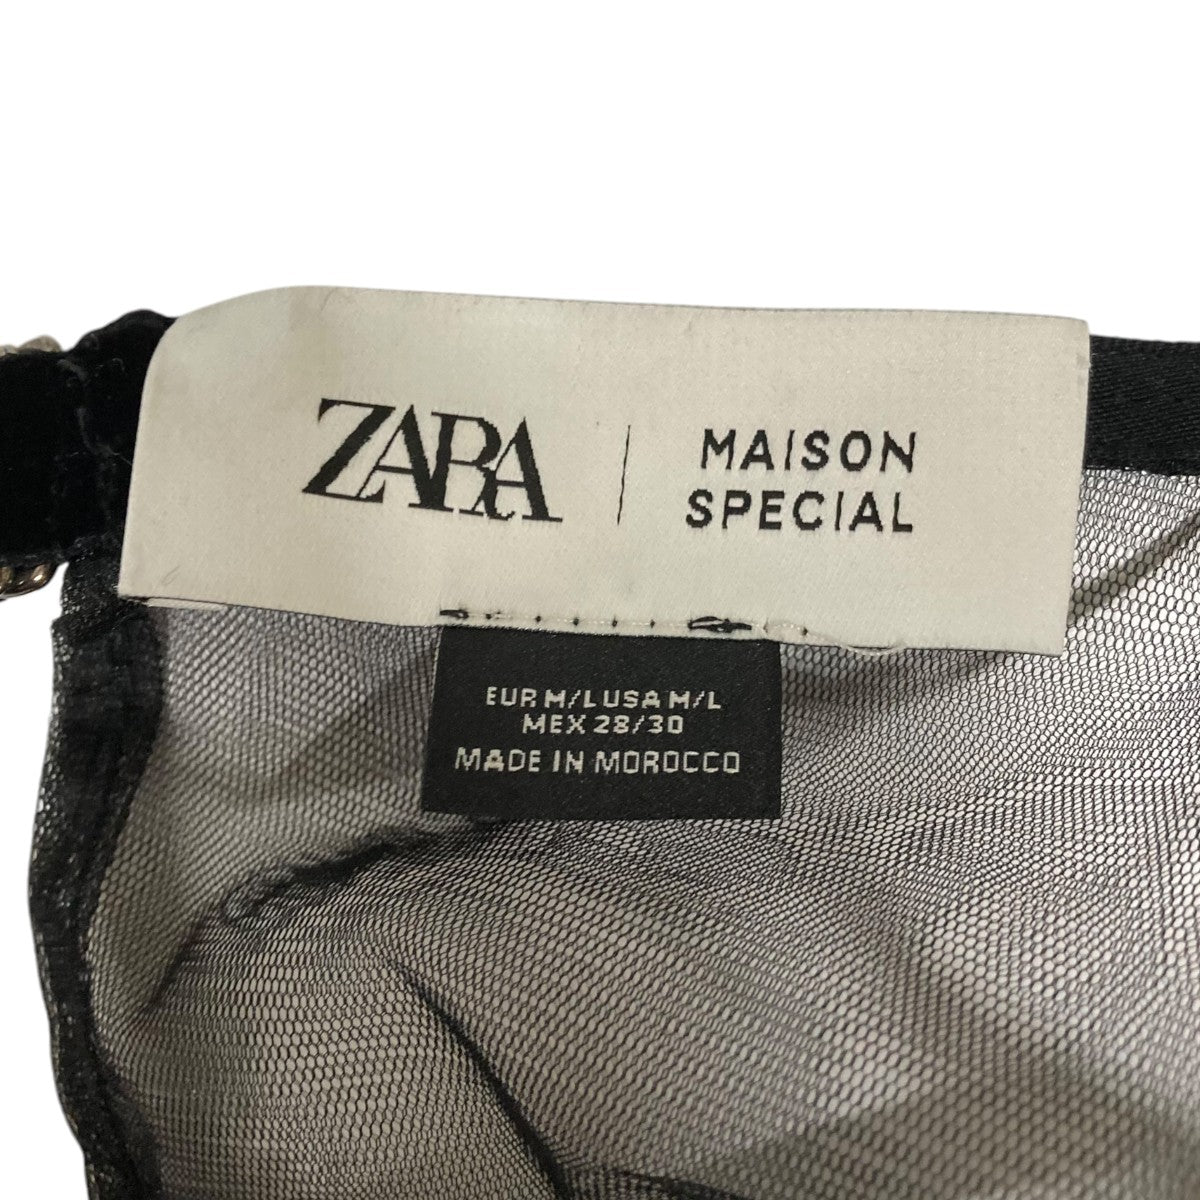 ZARA
MAISON
SPECIAL
EUR M/L USA M/L
MEX 28/30
MADE IN MOROCCO